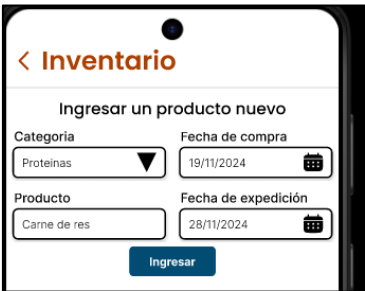 < Inventario
Ingresar un producto nuevo
Categoria Fecha de compra
Proteinas 19/11/2024
Producto Fecha de expedición
Carne de res 28/11/2024
Ingresar